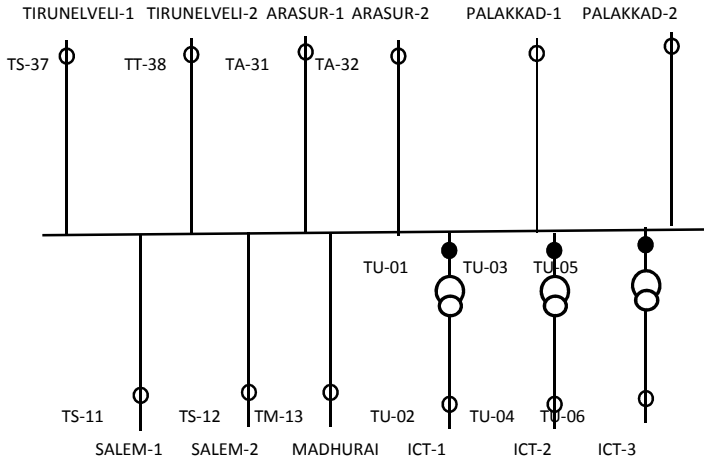 TIRUNELVELI-1 TIRUNELVELI-2 ARASUR-1 ARASUR-2 PALAKKAD-1 PALAKKAD-2
TS-37 TT-38 TA-31 TA-32
TU-01 TU-03 TU-05
TS-11 TS-12 TM-13 TU-02 TU-04 TU-06
SALEM-1 SALEM-2 MADHURAI ICT-1 ICT-2 ICT-3